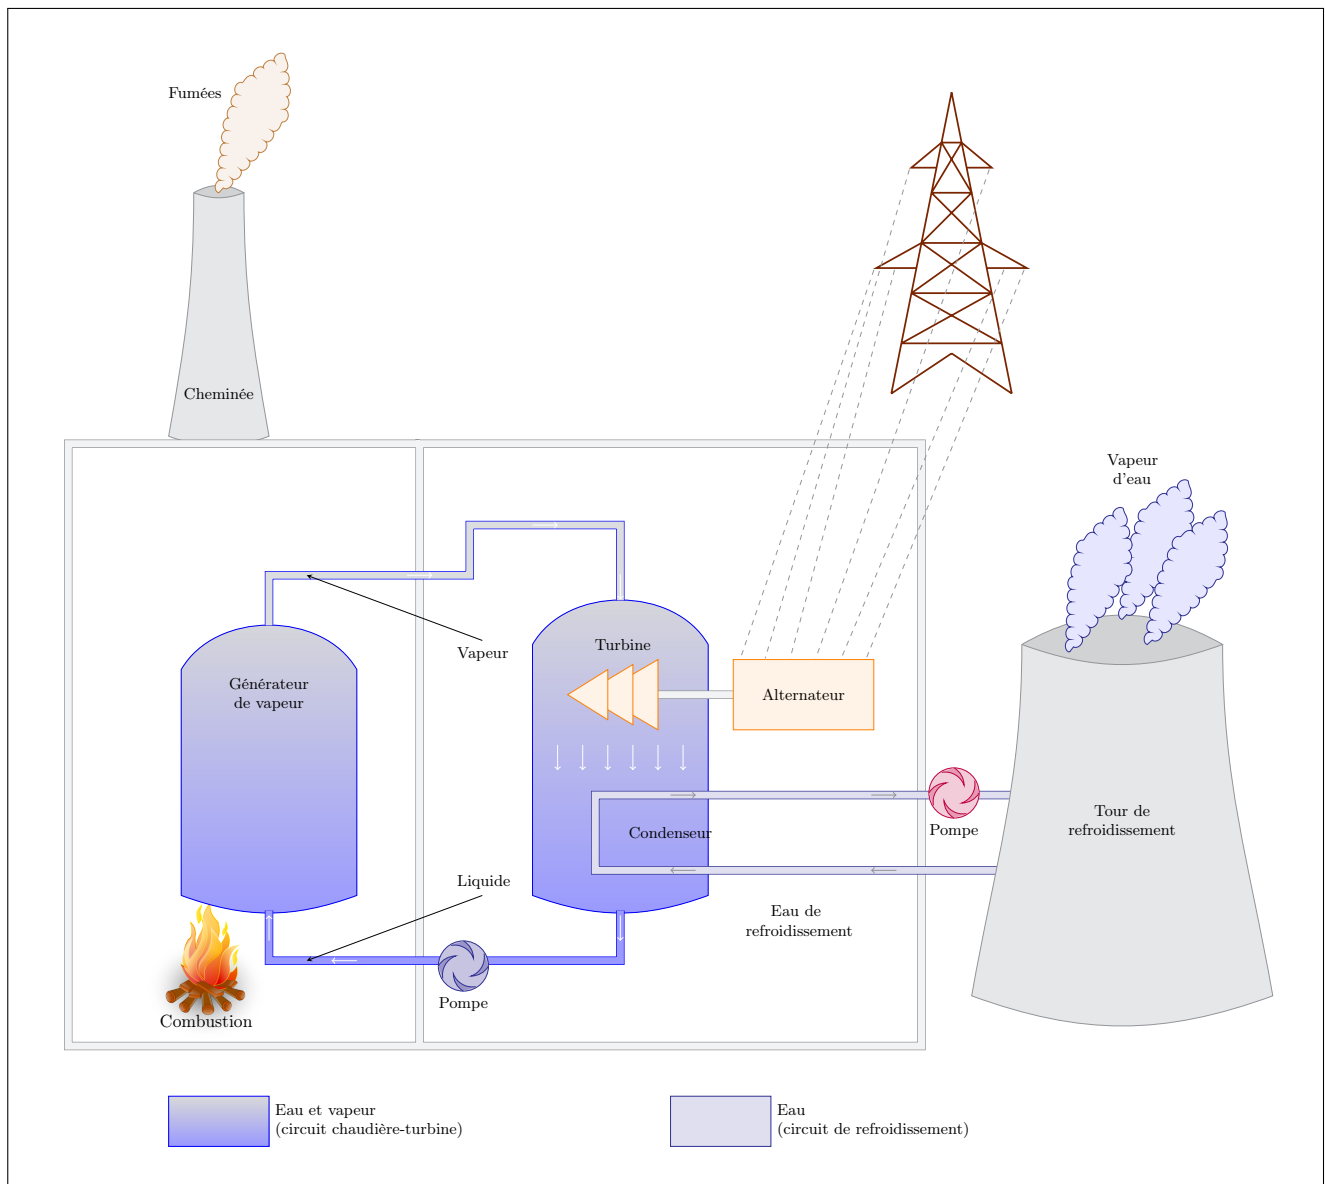 Fumées
Cheminée
Vapeur
d'eau
Turbine
Vapeur
Générateur
de vapeur
Alternateur
Tour de
refroidissement
Pompe
Condenseur
Liquide
Eau de
refroidissement
Pompe
Combustion
Eau et vapeur
(circuit chaudière-turbine)
Eau
(circuit de refroidissement)